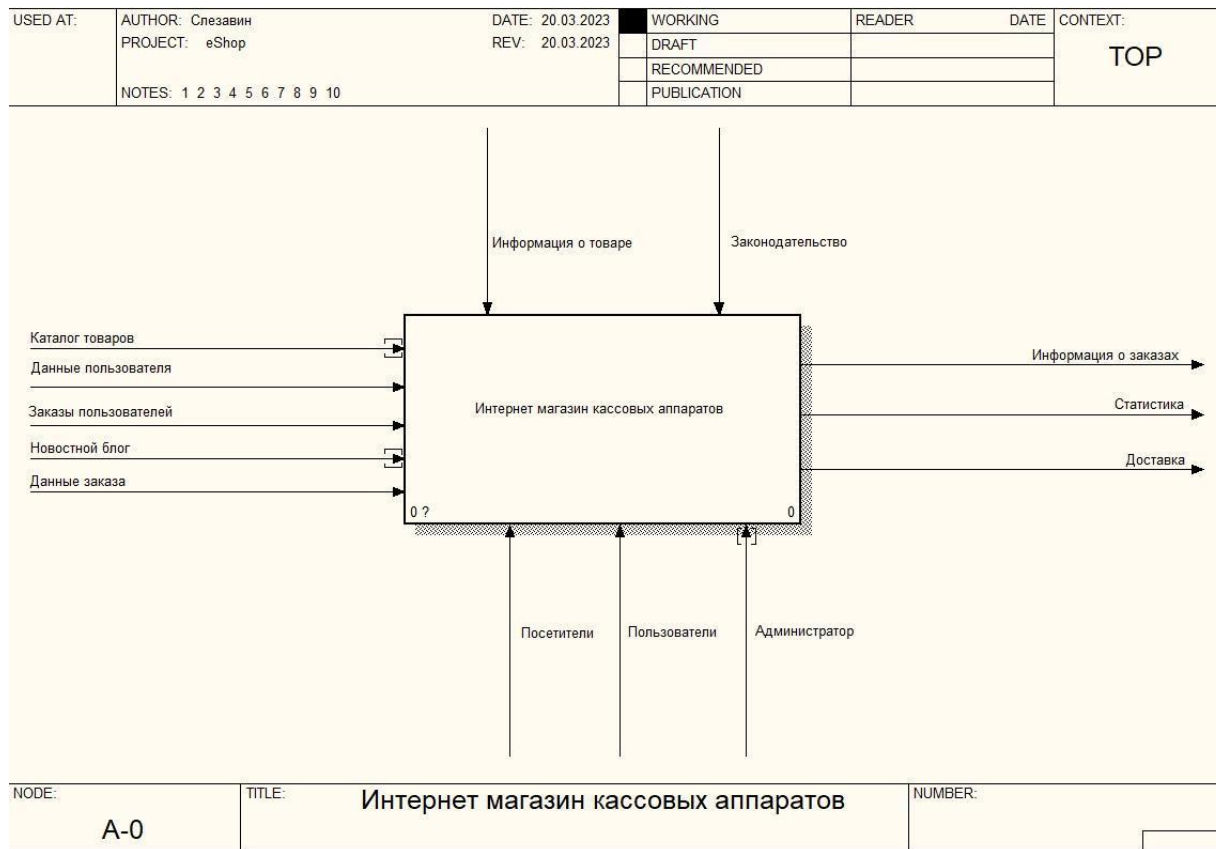 USED AT:
AUTHOR: Слезавин
DATE: 20.03.2023
WORKING
READER
DATE
CONTEXT:
PROJECT: eShop
REV: 20.03.2023
DRAFT
TOP
RECOMMENDED
NOTES: 1 2 3 4 5 6 7 8 9 10
PUBLICATION
Информация о товаре
Законодательство
Каталог товаров
Данные пользователя
Заказы пользователей
Новостной блог
Данные заказа
Интернет магазин кассовых аппаратов
0 ?
0
Информация о заказах
Статистика
Доставка
Посетители
Пользователи
Администратор
NODE:
A-0
TITLE:
Интернет магазин кассовых аппаратов
NUMBER: